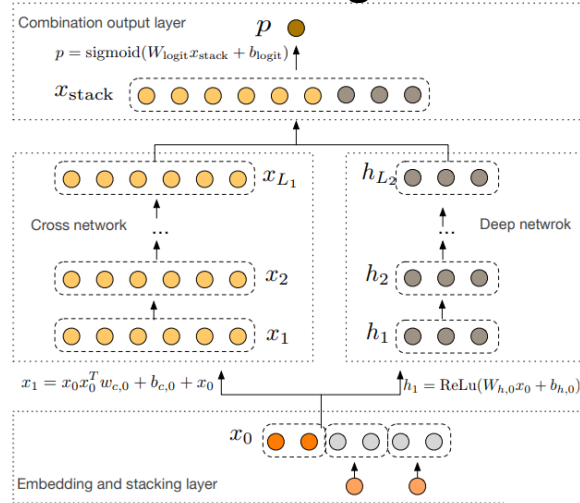 Combination output layer
p
p = sigmoid(W_logit x_stack + b_logit)
x_stack
x_{L_1}
h_{L_2}
Cross network
...
...
Deep netwrok
x_2
h_2
x_1
h_1
x_1 = x_0 x_0^T w_{c,0} + b_{c,0} + x_0
h_1 = ReLu(W_{h,0} x_0 + b_{h,0})
x_0
Embedding and stacking layer